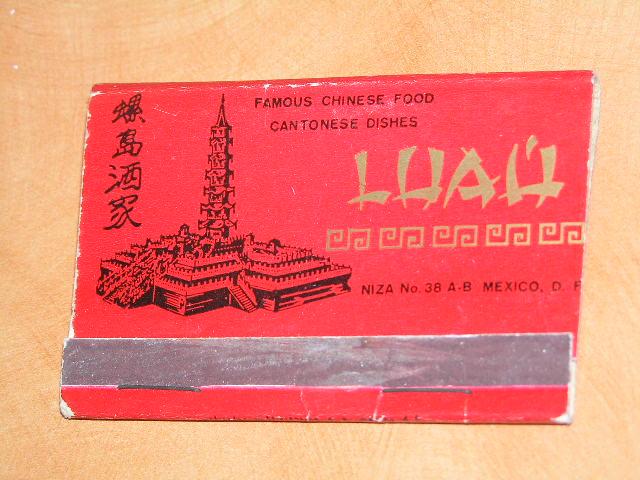 螺島酒家
FAMOUS CHINESE FOOD
CANTONESE DISHES
LUAÚ
NIZA No. 38 A-B MEXICO, D. F